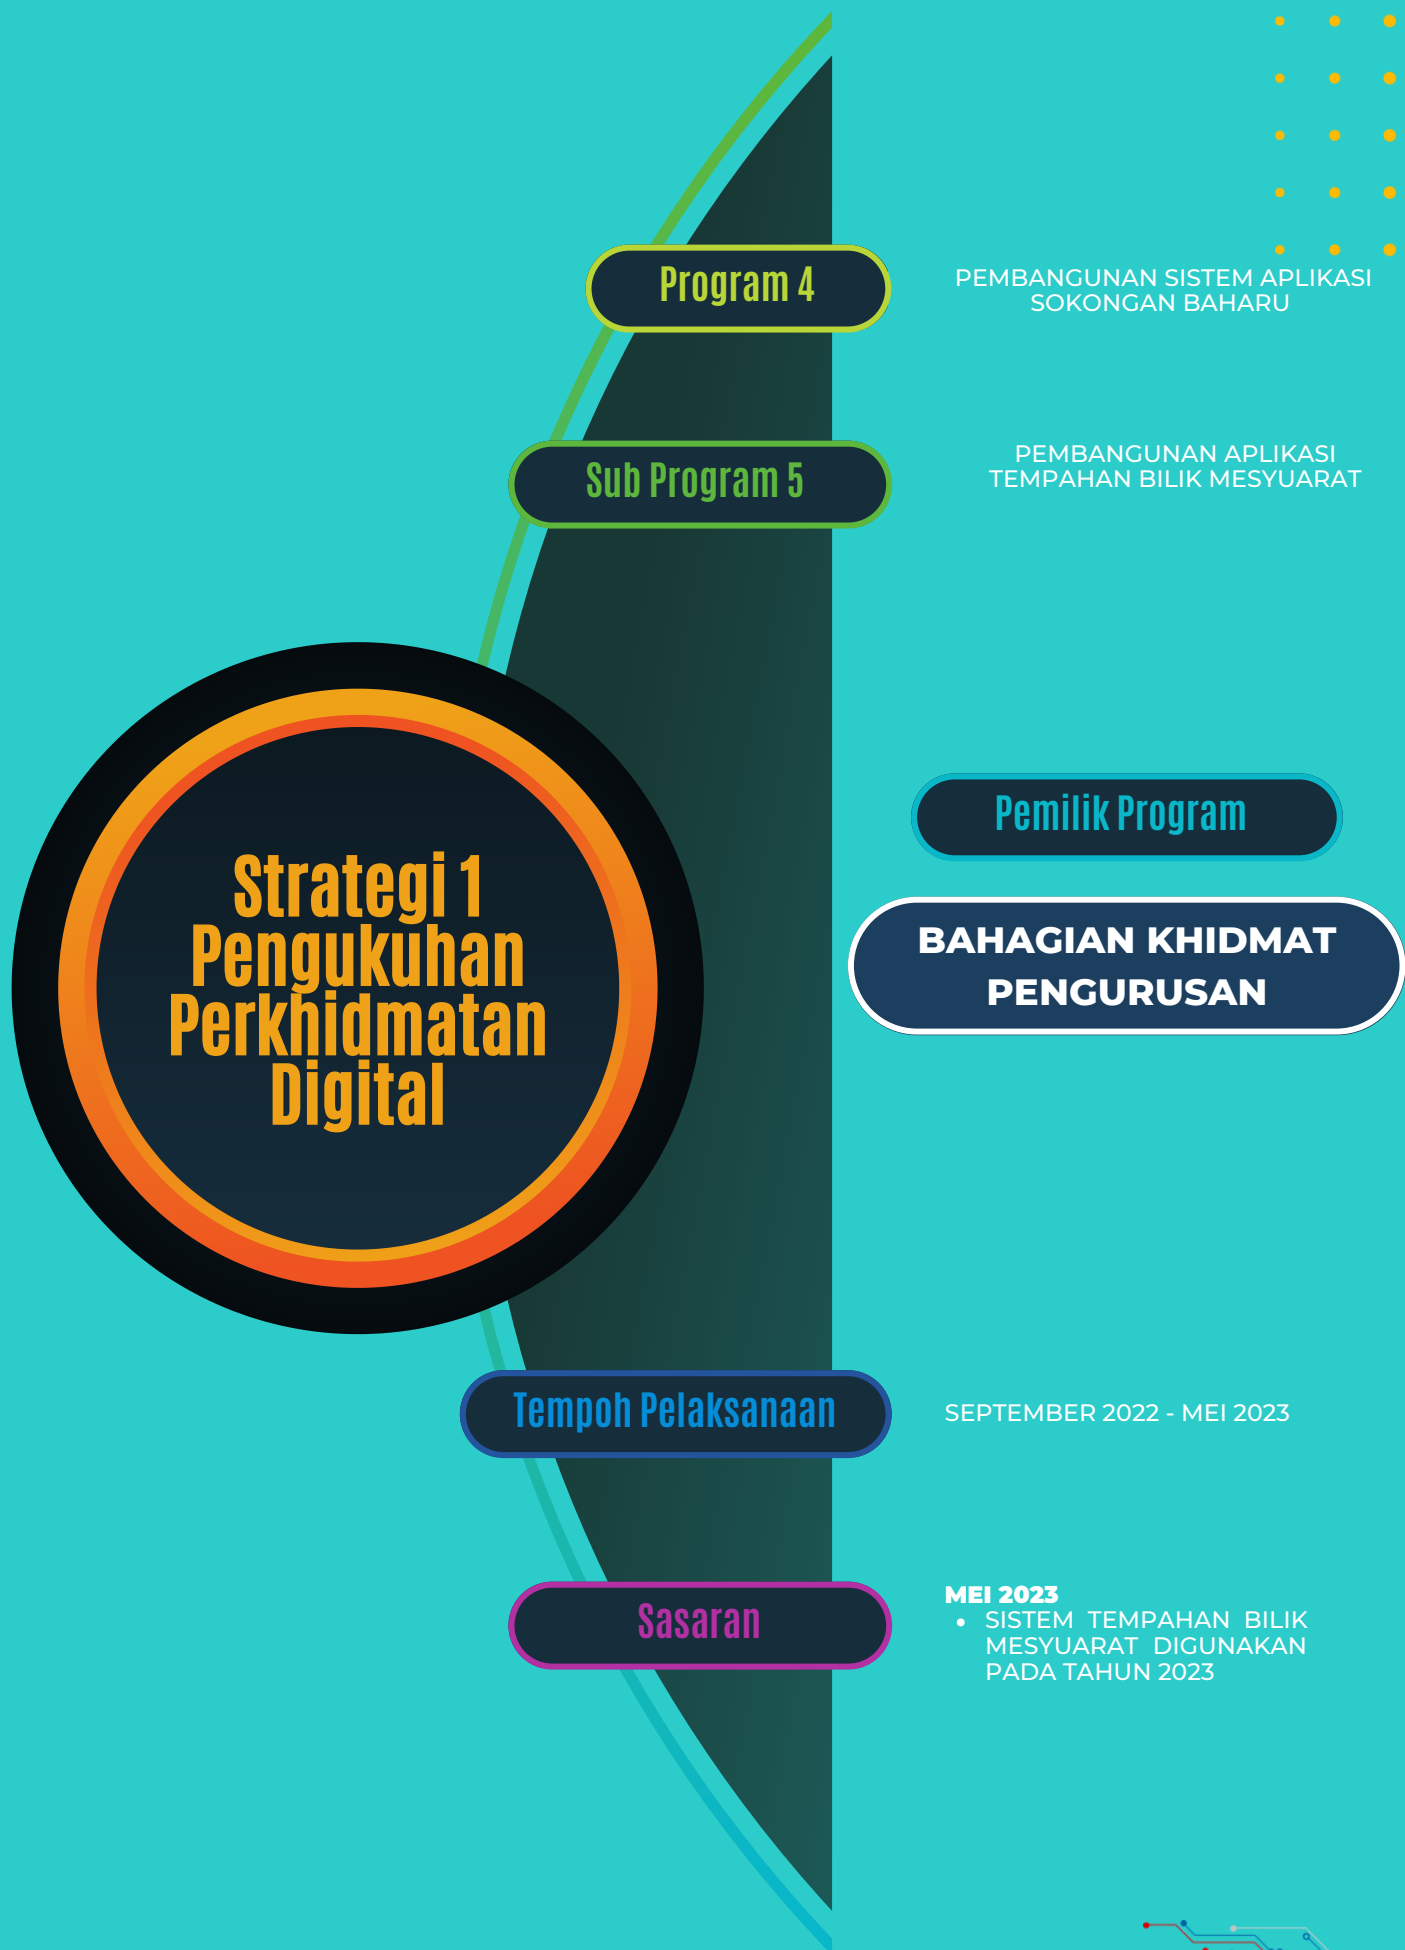 Program 4
PEMBANGUNAN SISTEM APLIKASI
SOKONGAN BAHARU
Sub Program 5
PEMBANGUNAN APLIKASI
TEMPAHAN BILIK MESYUARAT
Strategi 1
Pengukuhan
Perkhidmatan
Digital
Pemilik Program
BAHAGIAN KHIDMAT
PENGURUSAN
Tempoh Pelaksanaan
SEPTEMBER 2022 - MEI 2023
Sasaran
MEI 2023
• SISTEM TEMPAHAN BILIK
MESYUARAT DIGUNAKAN
PADA TAHUN 2023